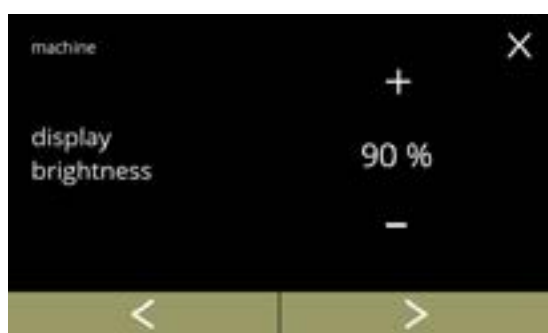 machine
X
+
display
brightness
90 %
-
< >